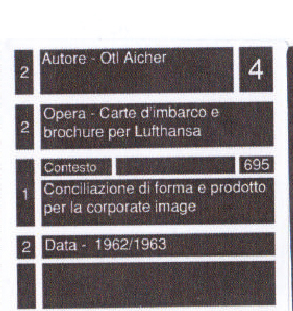 2 Autore - Otl Aicher 4
2 Opera - Carte d'imbarco e
brochure per Lufthansa
Contesto 695
1 Conciliazione di forma e prodotto
per la corporate image
2 Data - 1962/1963